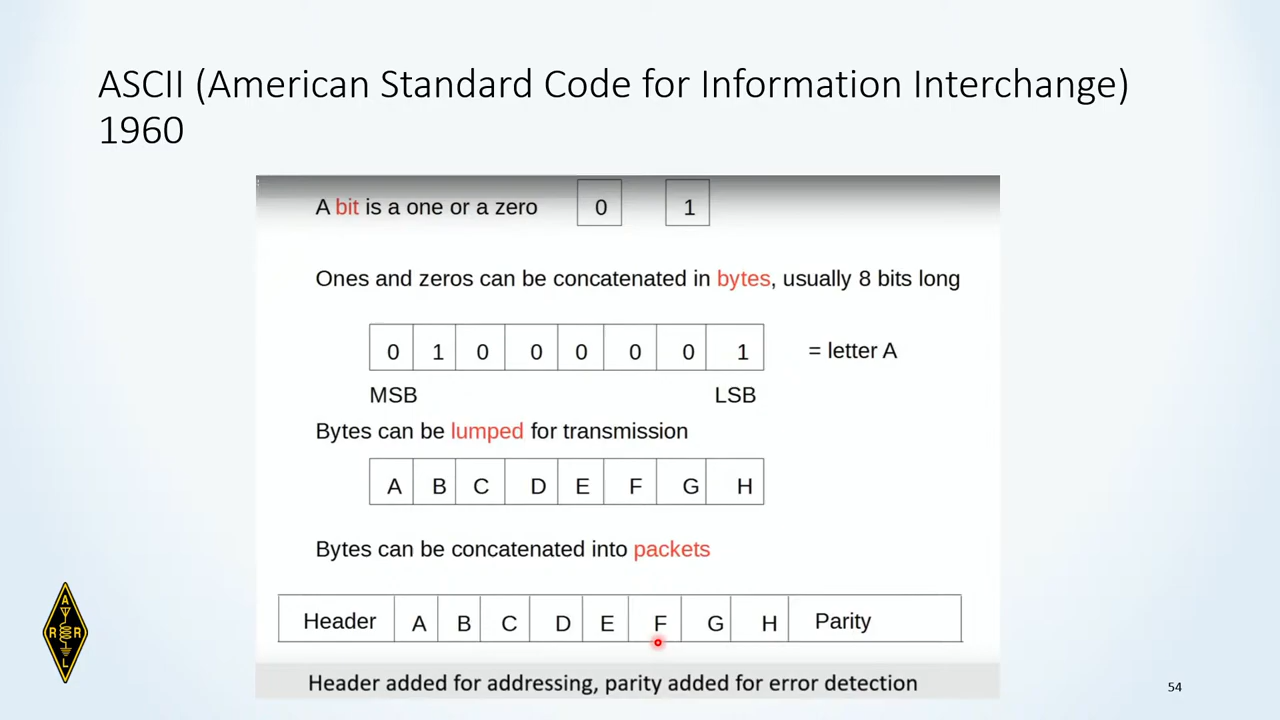 ASCII (American Standard Code for Information Interchange)
1960
A bit is a one or a zero 0 1
Ones and zeros can be concatenated in bytes, usually 8 bits long
0 1 0 0 0 0 0 1 = letter A
MSB LSB
Bytes can be lumped for transmission
A B C D E F G H
Bytes can be concatenated into packets
Header A B C D E F G H Parity
Header added for addressing, parity added for error detection
A
R R
L
54